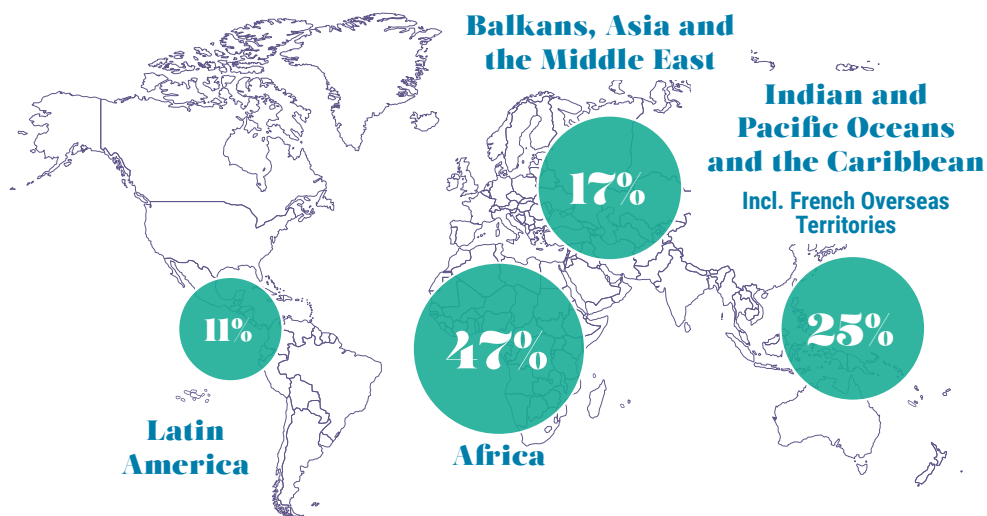 Balkans, Asia and
the Middle East
Indian and
Pacific Oceans
and the Caribbean
Incl. French Overseas
Territories
17%
11%
47%
25%
Latin
America
Africa